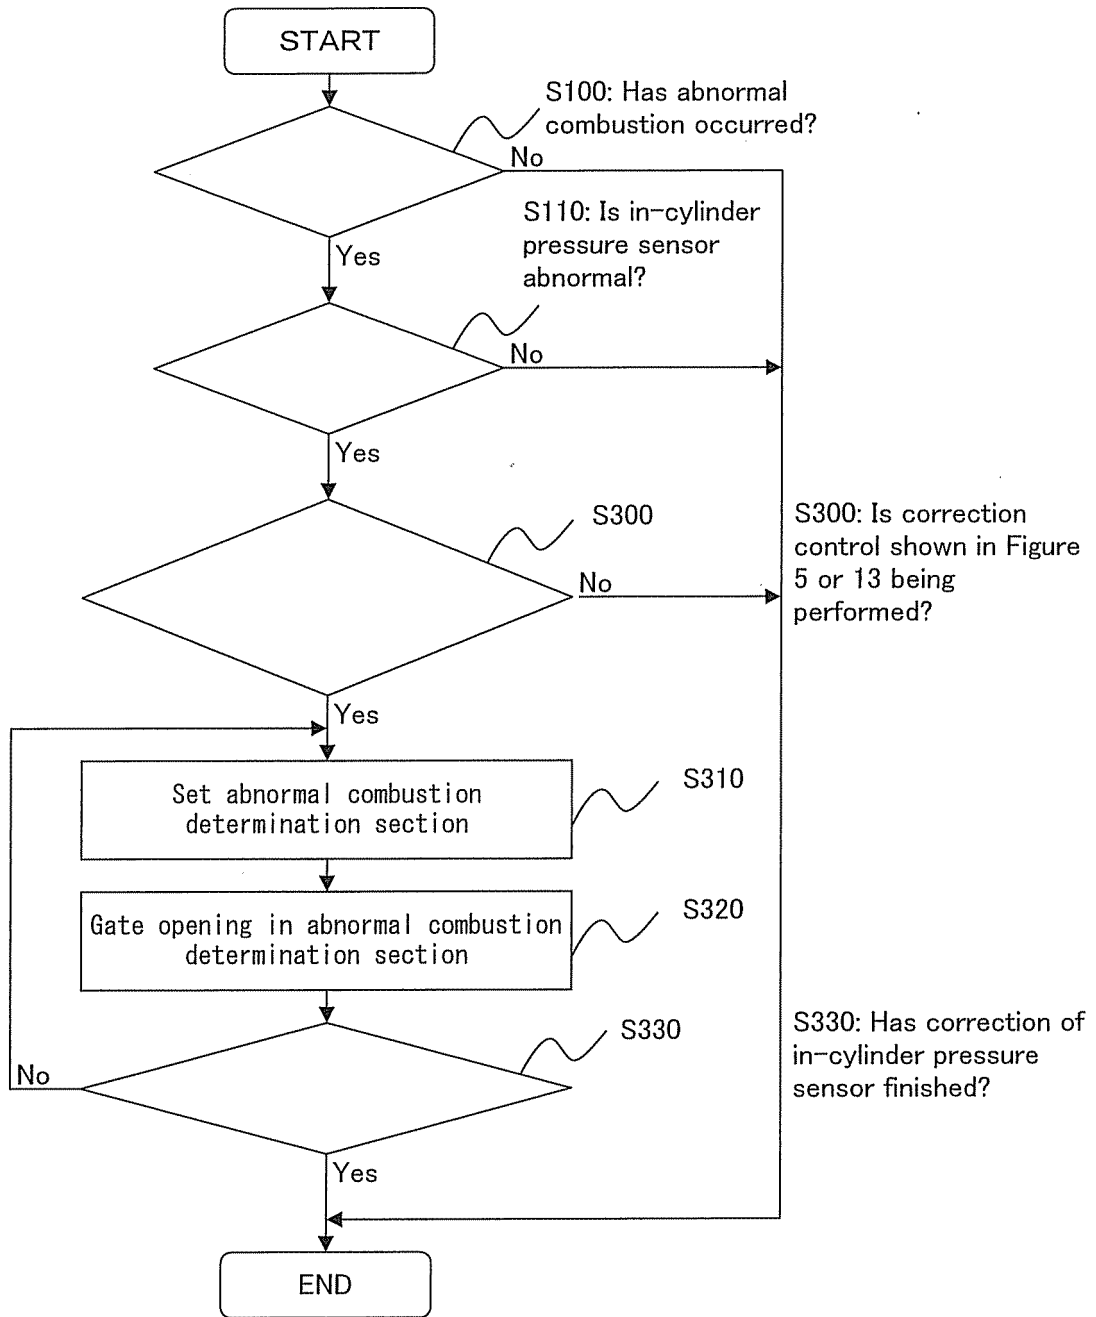 START
S100: Has abnormal
combustion occurred?
No
S110: Is in-cylinder
pressure sensor
abnormal?
Yes
No
Yes
S300
S300: Is correction
control shown in Figure
5 or 13 being
performed?
No
Yes
Set abnormal combustion
determination section
S310
Gate opening in abnormal combustion
determination section
S320
S330
S330: Has correction of
in-cylinder pressure
sensor finished?
No
Yes
END